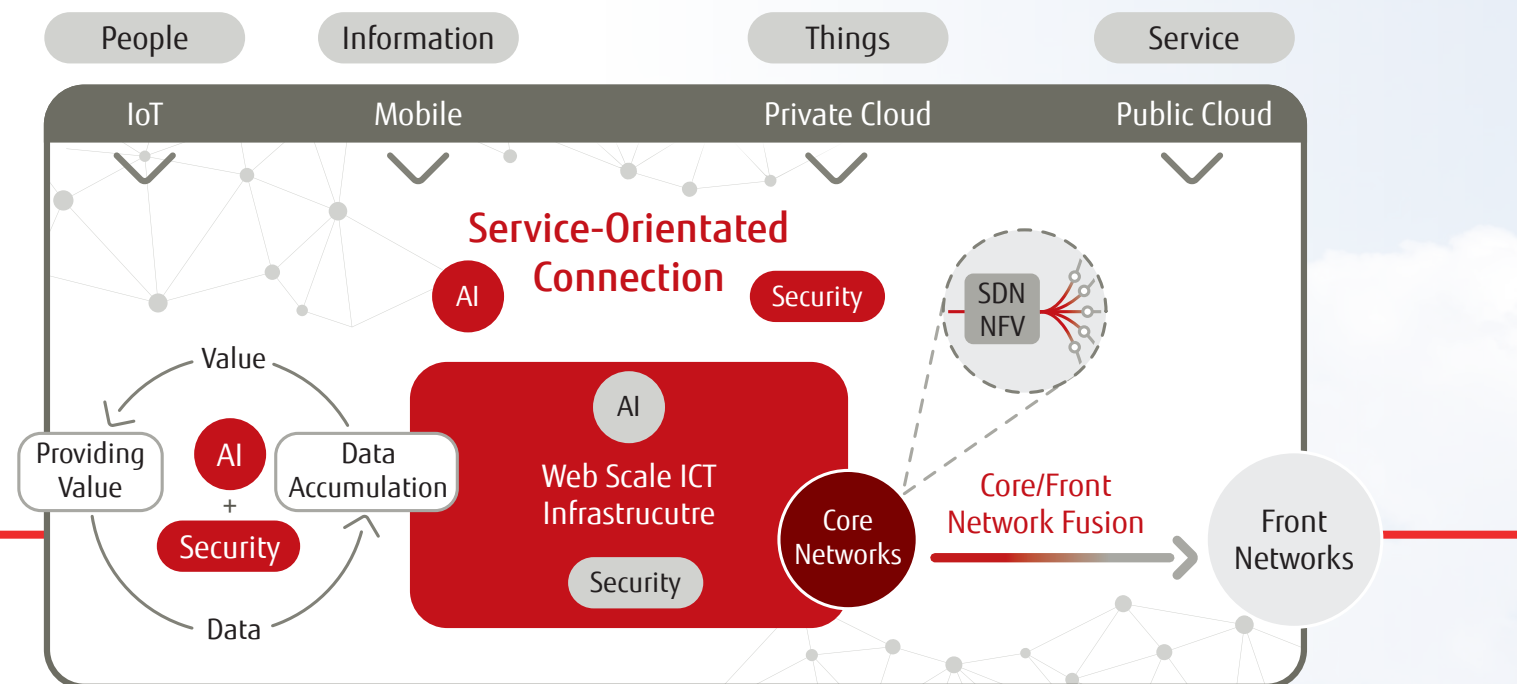 People
Information
Things
Service
IoT
Mobile
Private Cloud
Public Cloud
Service-Orientated
Connection
AI
Security
SDN
NFV
Value
Providing
Value
AI
+
Security
Data
Accumulation
Data
AI
Web Scale ICT
Infrastrucutre
Security
Core
Networks
Core/Front
Network Fusion
Front
Networks